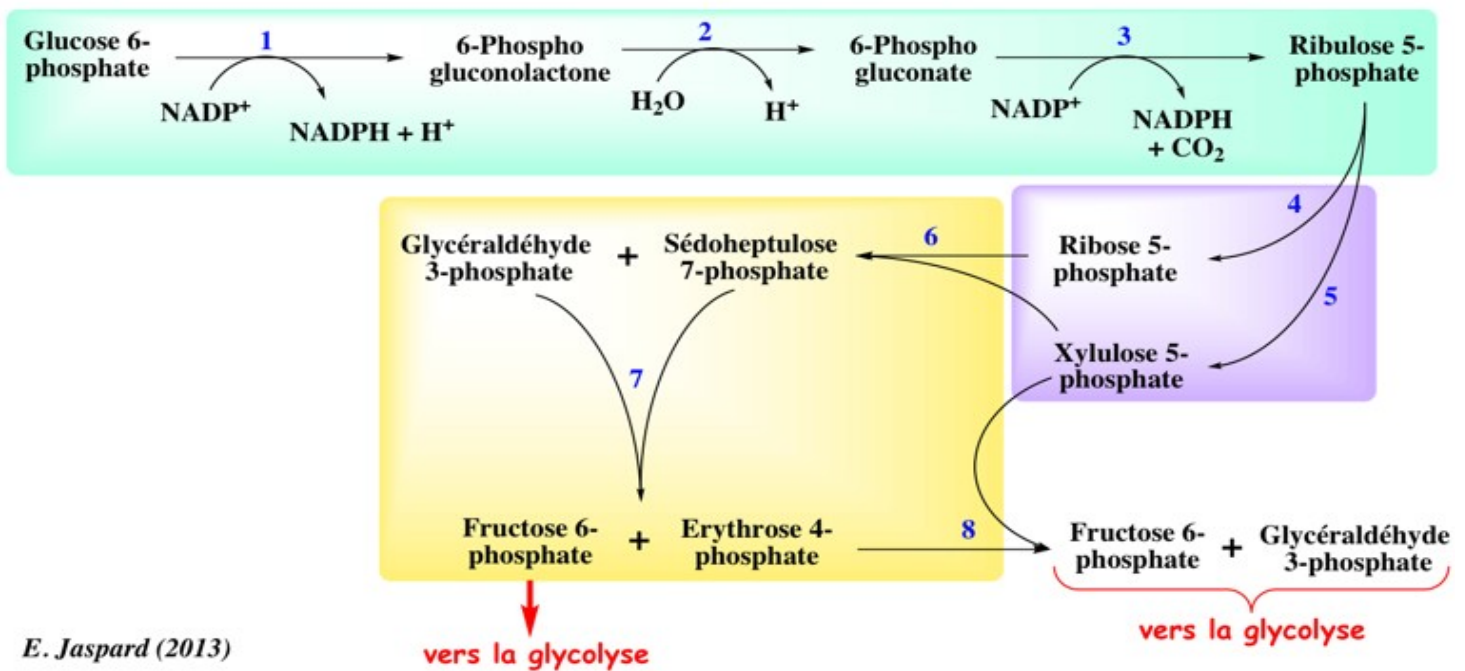 Glucose 6-
phosphate
1
NADP+
NADPH + H+
6-Phospho
gluconolactone
2
H2O
H+
6-Phospho
gluconate
3
NADP+
NADPH
+ CO2
Ribulose 5-
phosphate
4
5
Ribose 5-
phosphate
Xylulose 5-
phosphate
6
Glycéraldéhyde
3-phosphate
+
Sédoheptulose
7-phosphate
7
Fructose 6-
phosphate
+
Erythrose 4-
phosphate
8
Fructose 6-
phosphate
+
Glycéraldéhyde
3-phosphate
vers la glycolyse
vers la glycolyse
E. Jaspard (2013)